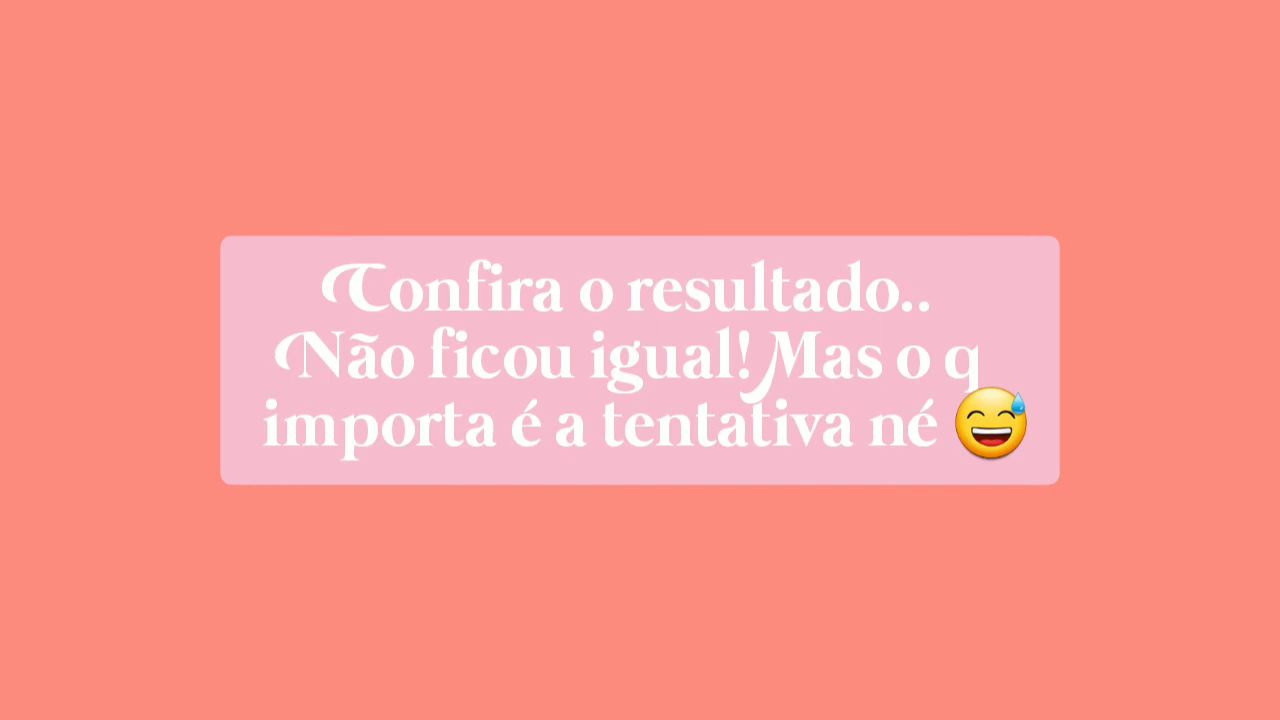 Confira o resultado..
Não ficou igual! Mas o q
importa é a tentativa né 😅